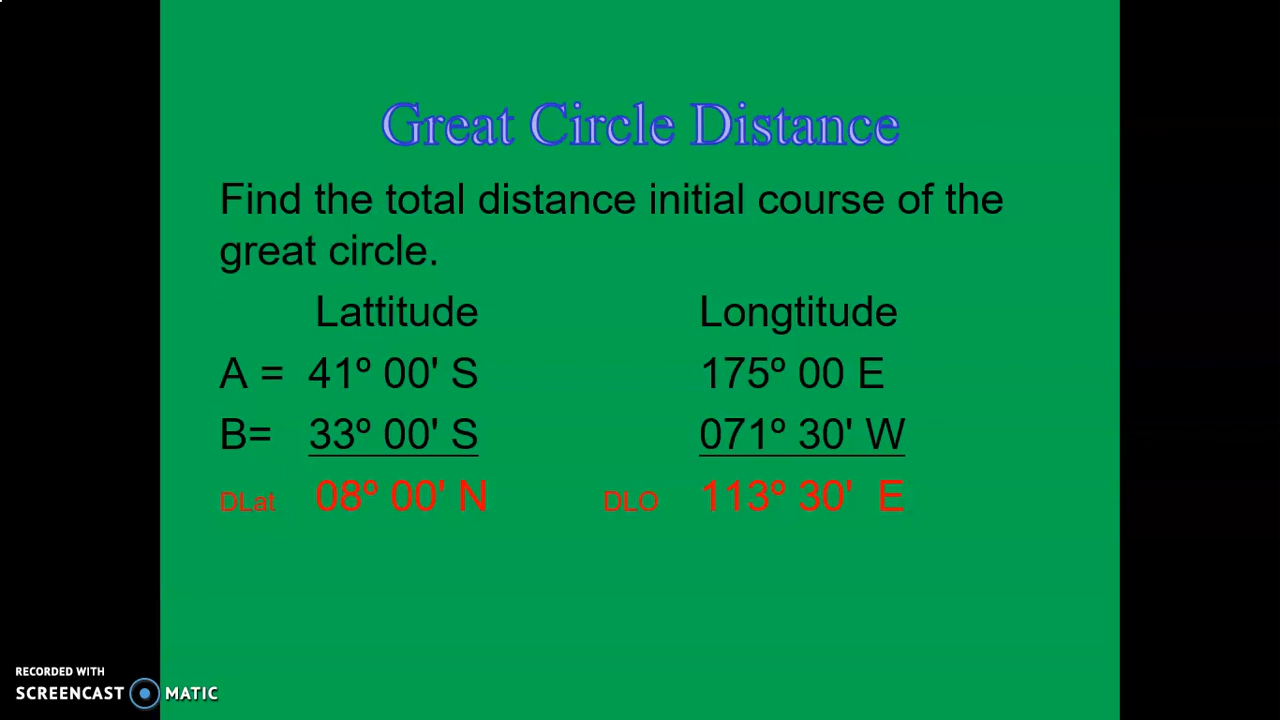 Great Circle Distance
Find the total distance initial course of the
great circle.
Lattitude Longtitude
A = 41º 00' S 175º 00 E
B= 33º 00' S 071º 30' W
DLat 08º 00' N DLO 113º 30' E
RECORDED WITH
SCREENCAST MATIC